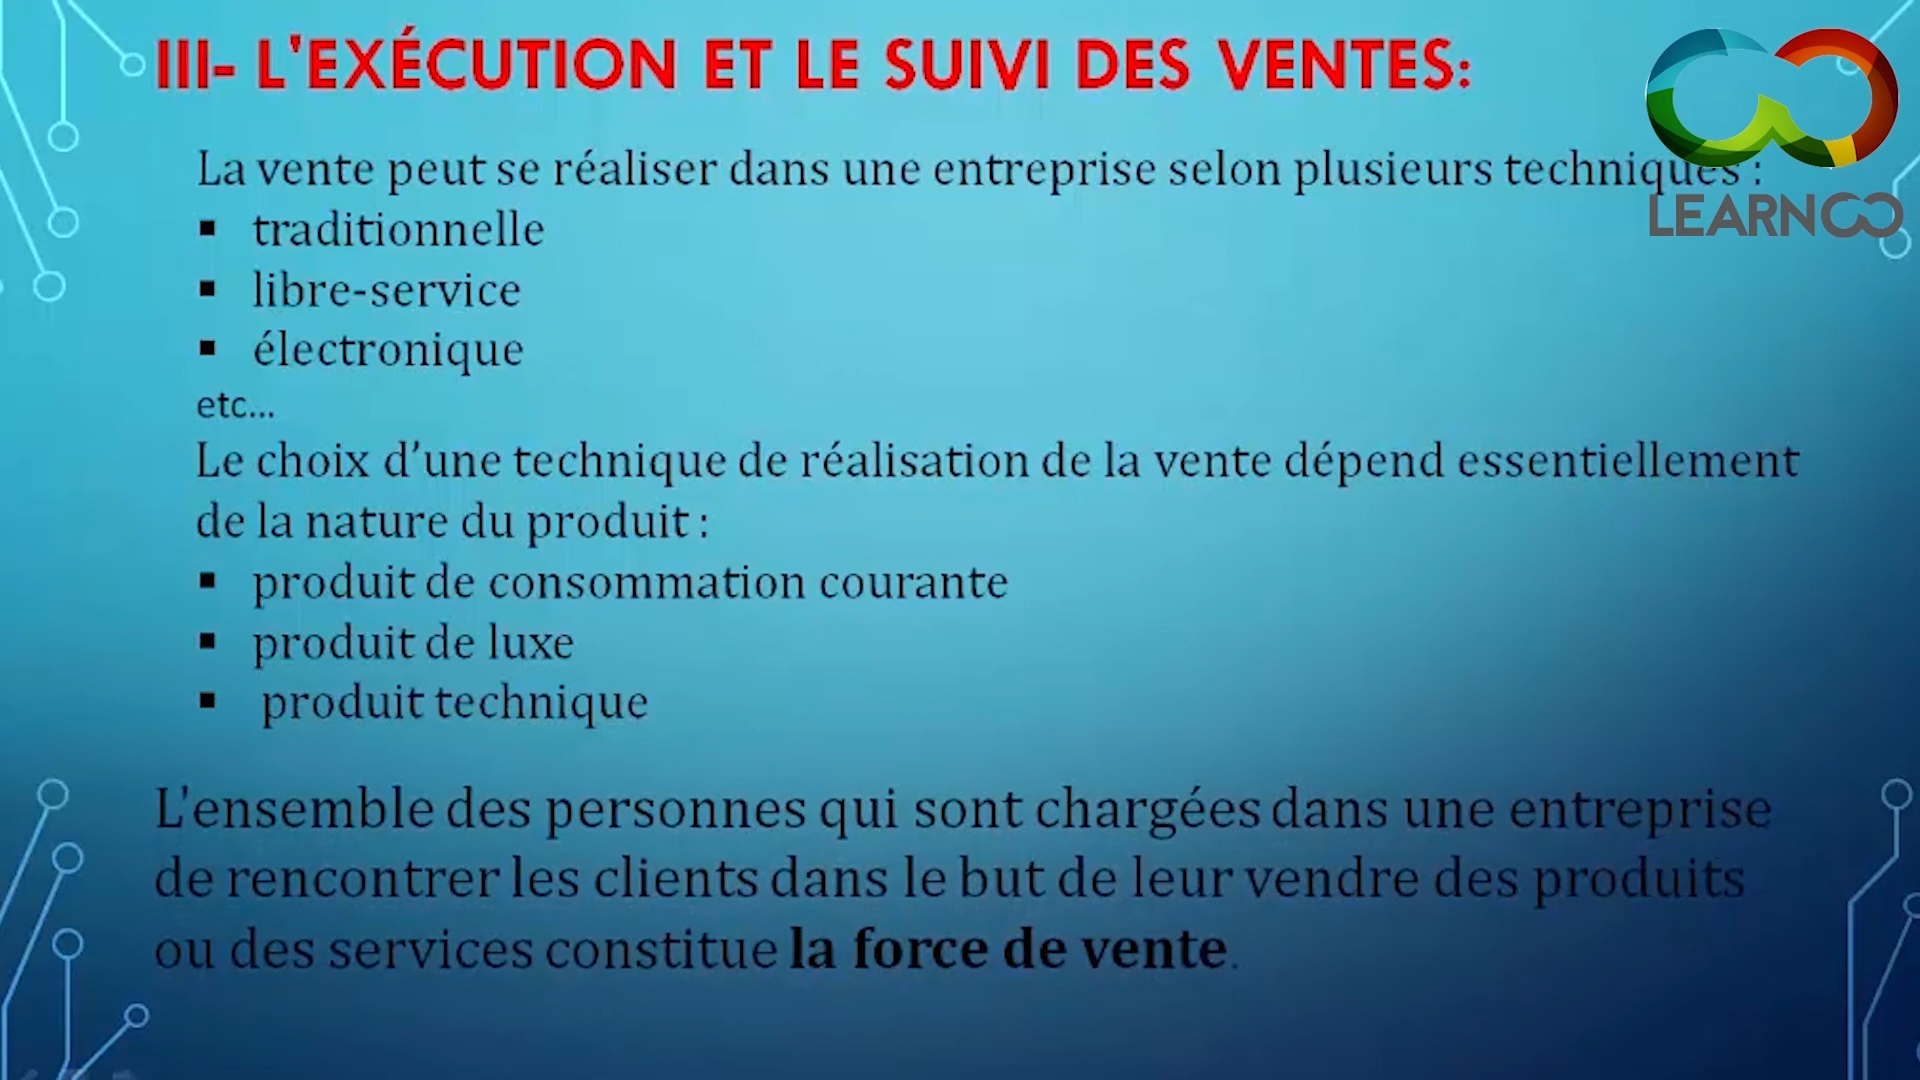 III- L'EXÉCUTION ET LE SUIVI DES VENTES:
La vente peut se réaliser dans une entreprise selon plusieurs techniques :
▪ traditionnelle
▪ libre-service
▪ électronique
etc...
Le choix d’une technique de réalisation de la vente dépend essentiellement
de la nature du produit :
▪ produit de consommation courante
▪ produit de luxe
▪ produit technique
L'ensemble des personnes qui sont chargées dans une entreprise
de rencontrer les clients dans le but de leur vendre des produits
ou des services constitue la force de vente.
LEARNOO